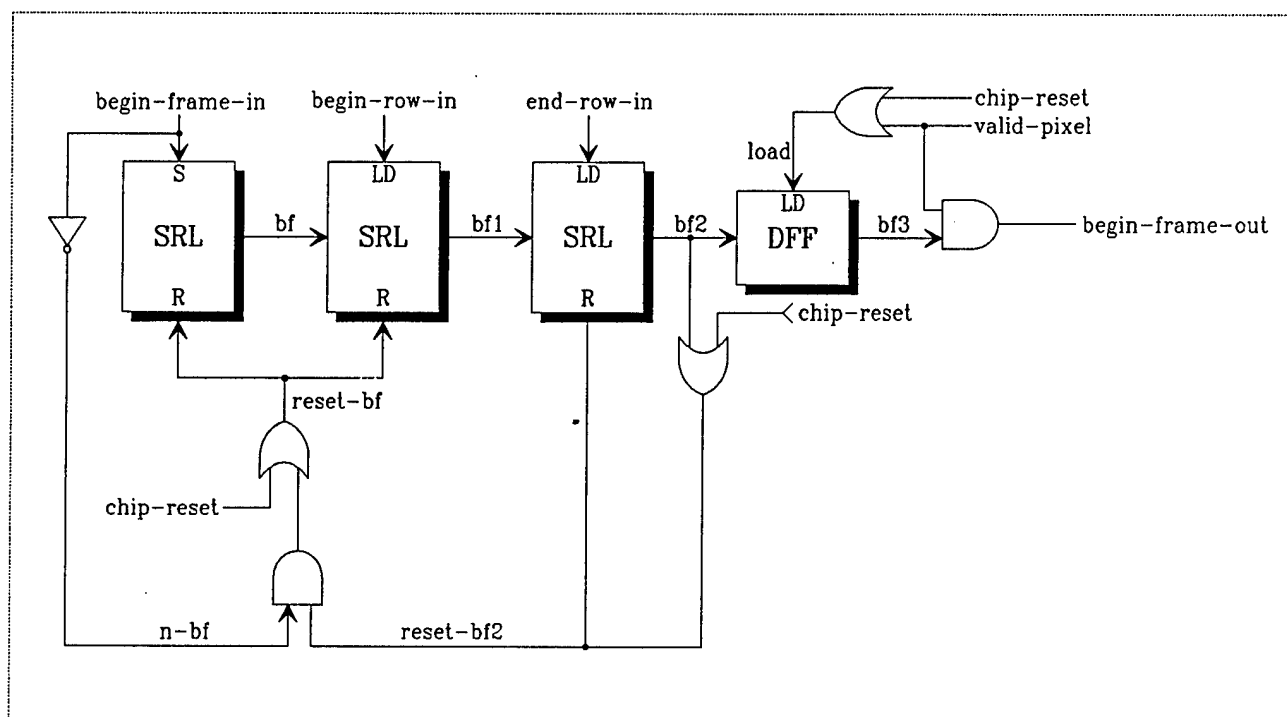 begin-frame-in
begin-row-in
end-row-in
chip-reset
valid-pixel
load
S
LD
LD
LD
SRL
bf
SRL
bf1
SRL
bf2
DFF
bf3
begin-frame-out
R
R
R
chip-reset
reset-bf
chip-reset
n-bf
reset-bf2